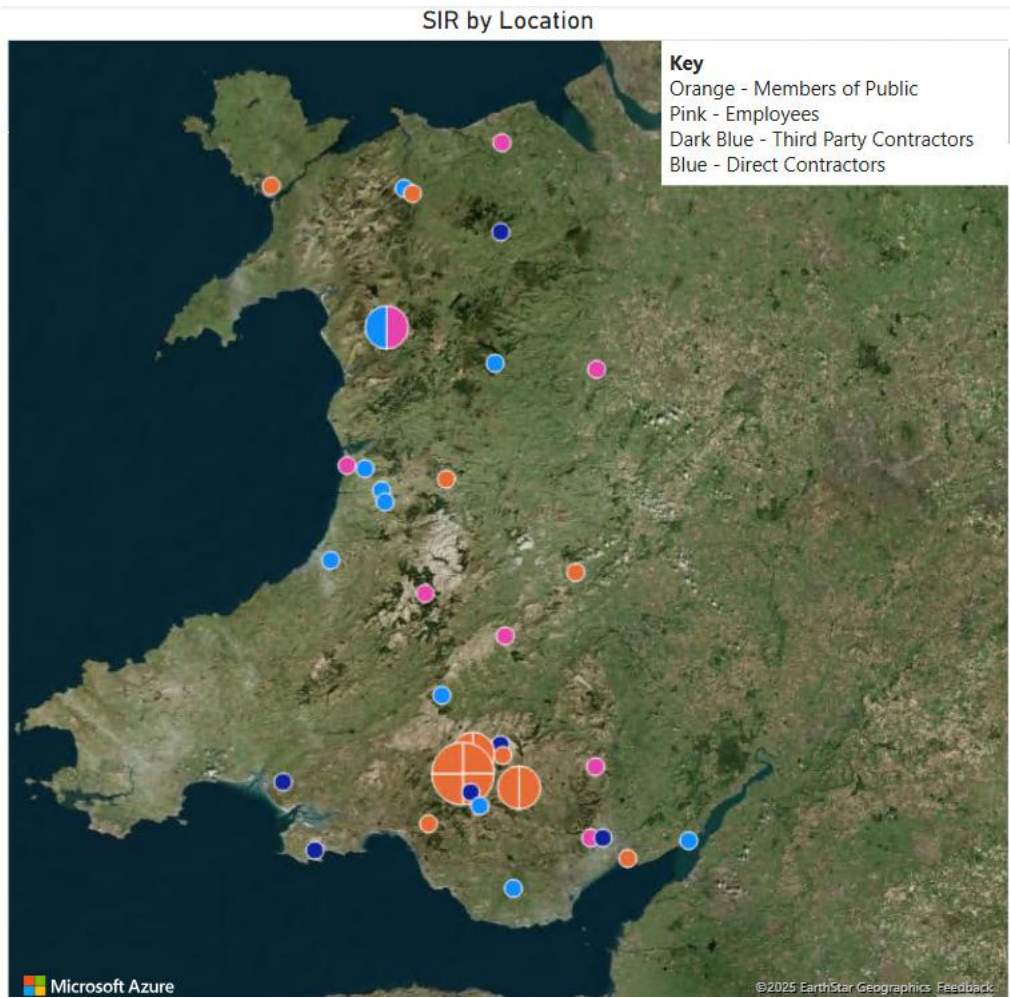 SIR by Location
Key
Orange - Members of Public
Pink - Employees
Dark Blue - Third Party Contractors
Blue - Direct Contractors
Microsoft Azure
©2025 EarthStar Geographics Feedback